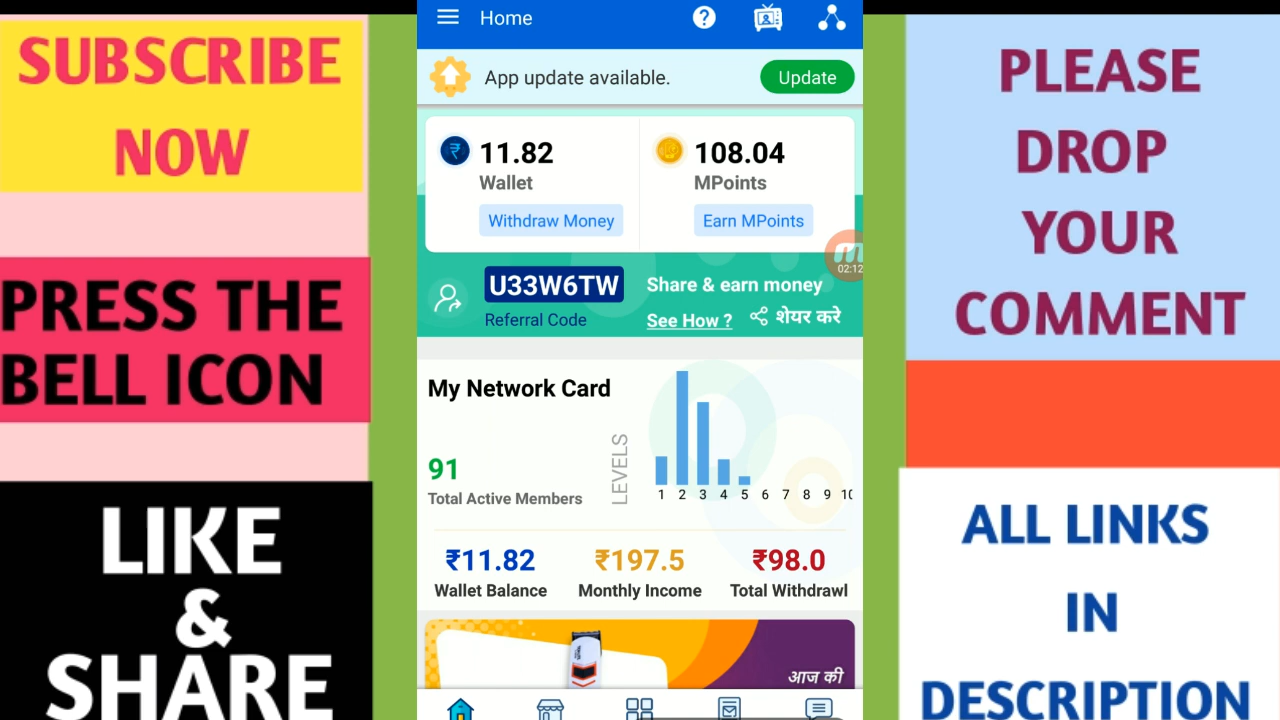 SUBSCRIBE
NOW
PRESS THE
BELL ICON
LIKE
&
SHARE
Home
?
App update available.
Update
₹ 11.82
Wallet
Withdraw Money
108.04
MPoints
Earn MPoints
02:12
U33W6TW
Referral Code
Share & earn money
See How ?
शेयर करे
My Network Card
91
Total Active Members
LEVELS
1 2 3 4 5 6 7 8 9 10
₹11.82
Wallet Balance
₹197.5
Monthly Income
₹98.0
Total Withdrawl
आज की
PLEASE
DROP
YOUR
COMMENT
ALL LINKS
IN
DESCRIPTION